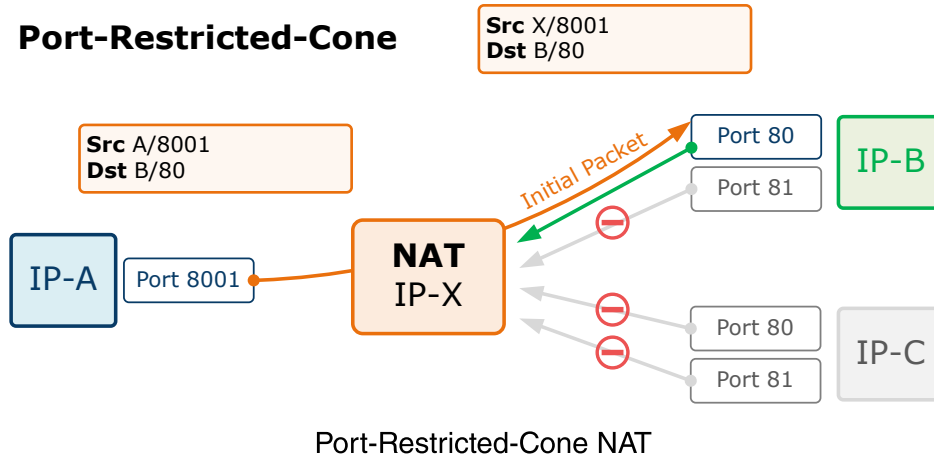 Port-Restricted-Cone
Src X/8001
Dst B/80
Src A/8001
Dst B/80
Initial Packet
Port 80
Port 81
IP-B
IP-A
Port 8001
NAT
IP-X
Port 80
Port 81
IP-C
Port-Restricted-Cone NAT